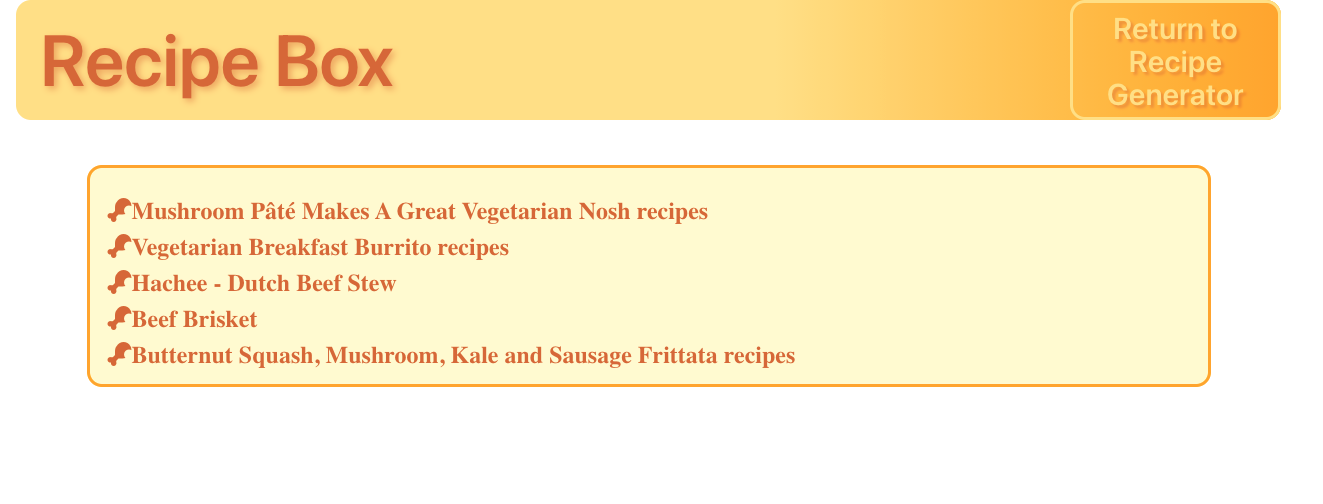 Recipe Box
Return to
Recipe
Generator
Mushroom Pâté Makes A Great Vegetarian Nosh recipes
Vegetarian Breakfast Burrito recipes
Hachee - Dutch Beef Stew
Beef Brisket
Butternut Squash, Mushroom, Kale and Sausage Frittata recipes